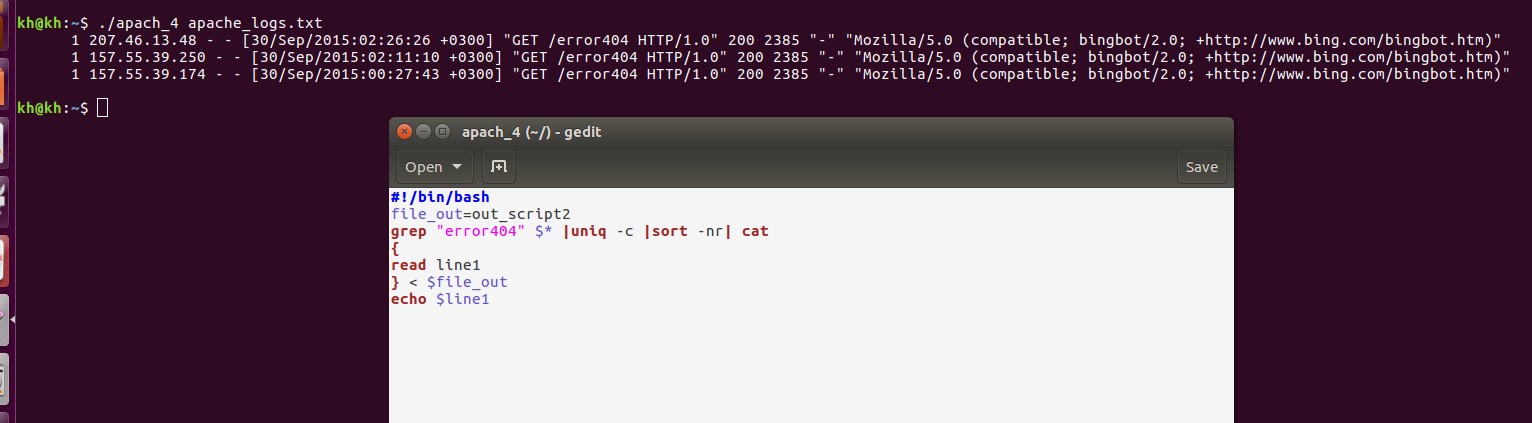 kh@kh:~$ ./apach_4 apache_logs.txt
1 207.46.13.48 - - [30/Sep/2015:02:26:26 +0300] "GET /error404 HTTP/1.0" 200 2385 "-" "Mozilla/5.0 (compatible; bingbot/2.0; +http://www.bing.com/bingbot.htm)"
1 157.55.39.250 - - [30/Sep/2015:02:11:10 +0300] "GET /error404 HTTP/1.0" 200 2385 "-" "Mozilla/5.0 (compatible; bingbot/2.0; +http://www.bing.com/bingbot.htm)"
1 157.55.39.174 - - [30/Sep/2015:00:27:43 +0300] "GET /error404 HTTP/1.0" 200 2385 "-" "Mozilla/5.0 (compatible; bingbot/2.0; +http://www.bing.com/bingbot.htm)"
kh@kh:~$
apach_4 (~/) - gedit
Open
Save
#!/bin/bash
file_out=out_script2
grep "error404" $* |uniq -c |sort -nr| cat
{
read line1
} < $file_out
echo $line1